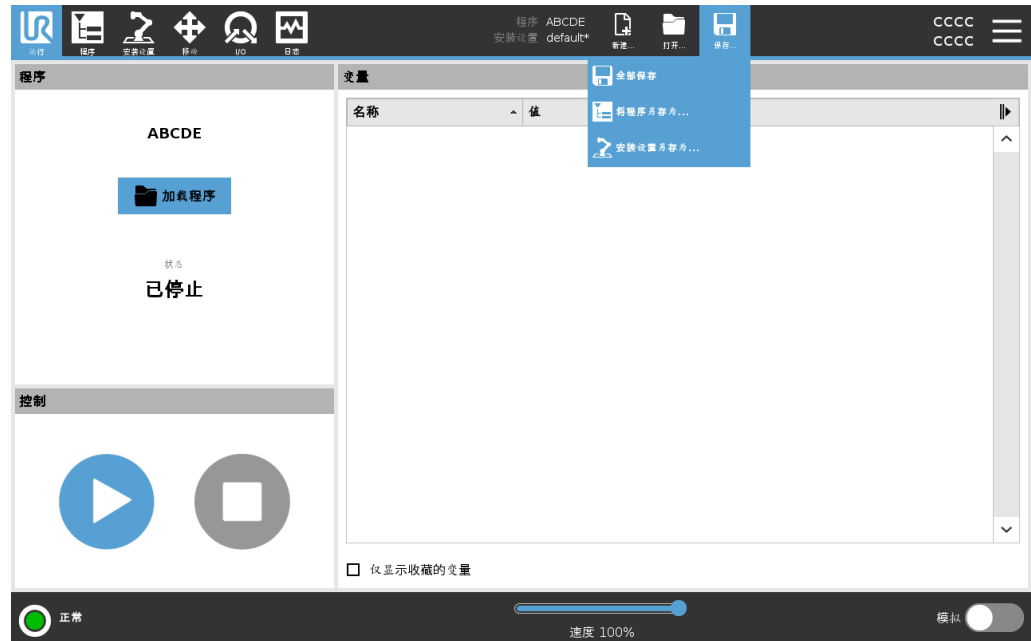 运行
程序
安装设置
移动
I/O
日志
程序 ABCDE
安装设置 default*
新建...
打开...
保存...
CCCC
CCCC
程序
变量
全部保存
将程序另存为...
安装设置另存为...
名称
值
ABCDE
加载程序
状态
已停止
控制
仅显示收藏的变量
正常
速度 100%
模拟